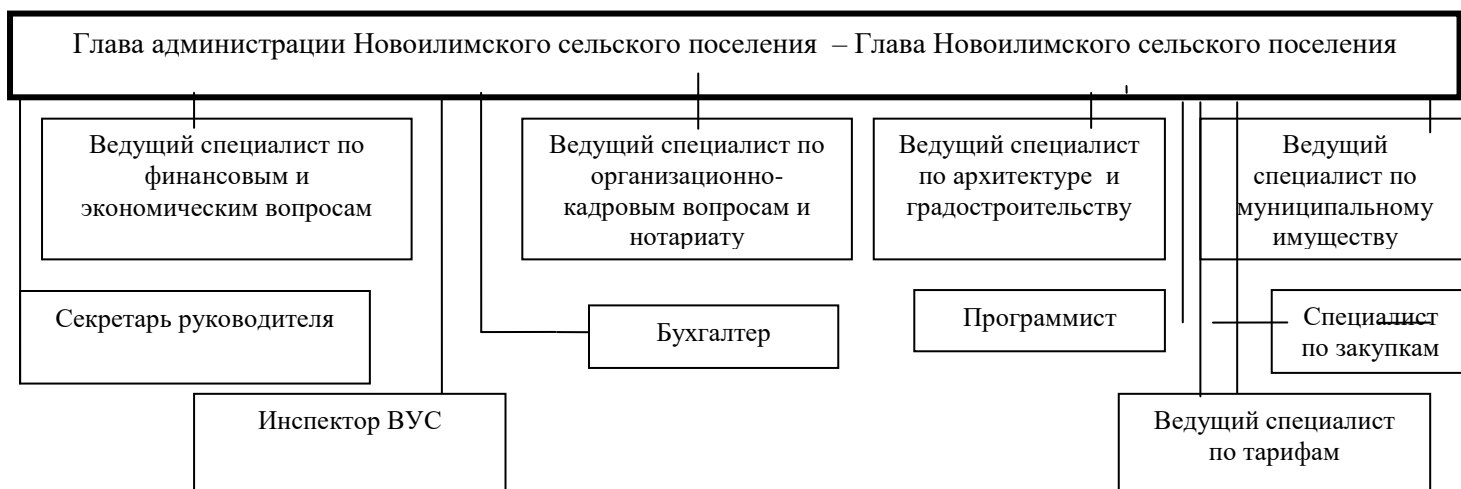 Глава администрации Новоилимского сельского поселения – Глава Новоилимского сельского поселения
Ведущий специалист по
финансовым и
экономическим вопросам
Ведущий специалист по
организационно-
кадровым вопросам и
нотариату
Ведущий специалист
по архитектуре и
градостроительству
Ведущий
специалист по
муниципальному
имуществу
Секретарь руководителя
Бухгалтер
Программист
Специалист
по закупкам
Инспектор ВУС
Ведущий специалист
по тарифам